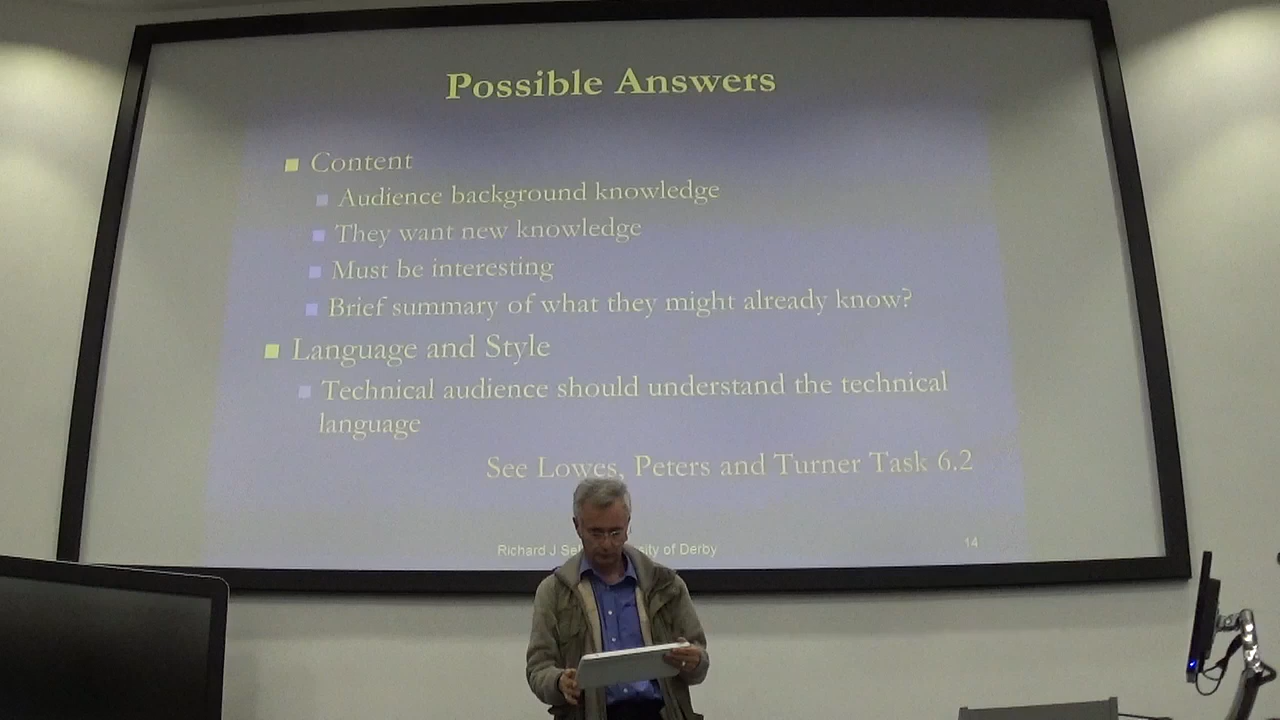 Possible Answers
Content
Audience background knowledge
They want new knowledge
Must be interesting
Brief summary of what they might already know?
Language and Style
Technical audience should understand the technical
language
See Lowes, Peters and Turner Task 6.2
Richard J of Derby
14